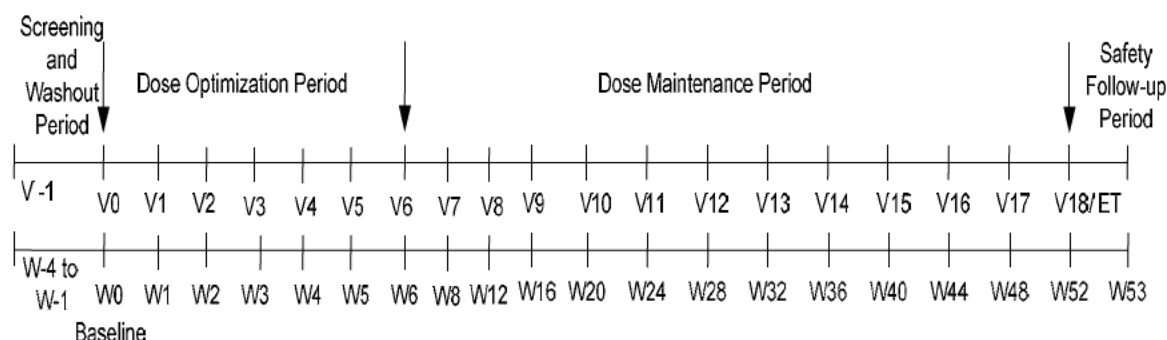 Screening
and
Washout
Period
Dose Optimization Period
Dose Maintenance Period
Safety
Follow-up
Period
V -1 V0 V1 V2 V3 V4 V5 V6 V7 V8 V9 V10 V11 V12 V13 V14 V15 V16 V17 V18/ET
W-4 to
W-1 W0 W1 W2 W3 W4 W5 W6 W8 W12 W16 W20 W24 W28 W32 W36 W40 W44 W48 W52 W53
Baseline